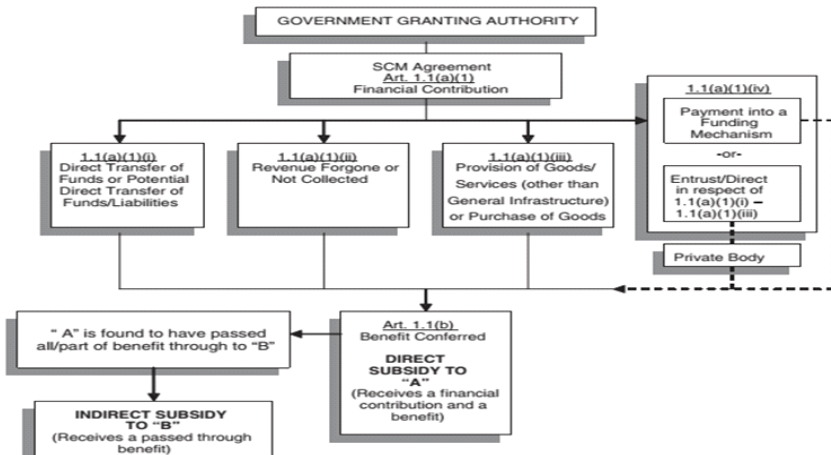 GOVERNMENT GRANTING AUTHORITY
SCM Agreement
Art. 1.1(a)(1)
Financial Contribution
1.1(a)(1)(i)
Direct Transfer of
Funds or Potential
Direct Transfer of
Funds/Liabilities
1.1(a)(1)(ii)
Revenue Forgone or
Not Collected
1.1(a)(1)(iii)
Provision of Goods/
Services (other than
General Infrastructure)
or Purchase of Goods
1.1(a)(1)(iv)
Payment into a
Funding
Mechanism
-or-
Entrust/Direct
in respect of
1.1(a)(1)(i) –
1.1(a)(1)(iii)
Private Body
Art. 1.1(b)
Benefit Conferred
DIRECT
SUBSIDY TO
“A”
(Receives a financial
contribution and a
benefit)
“ A” is found to have passed
all/part of benefit through to “B”
INDIRECT SUBSIDY
TO “B”
(Receives a passed through
benefit)